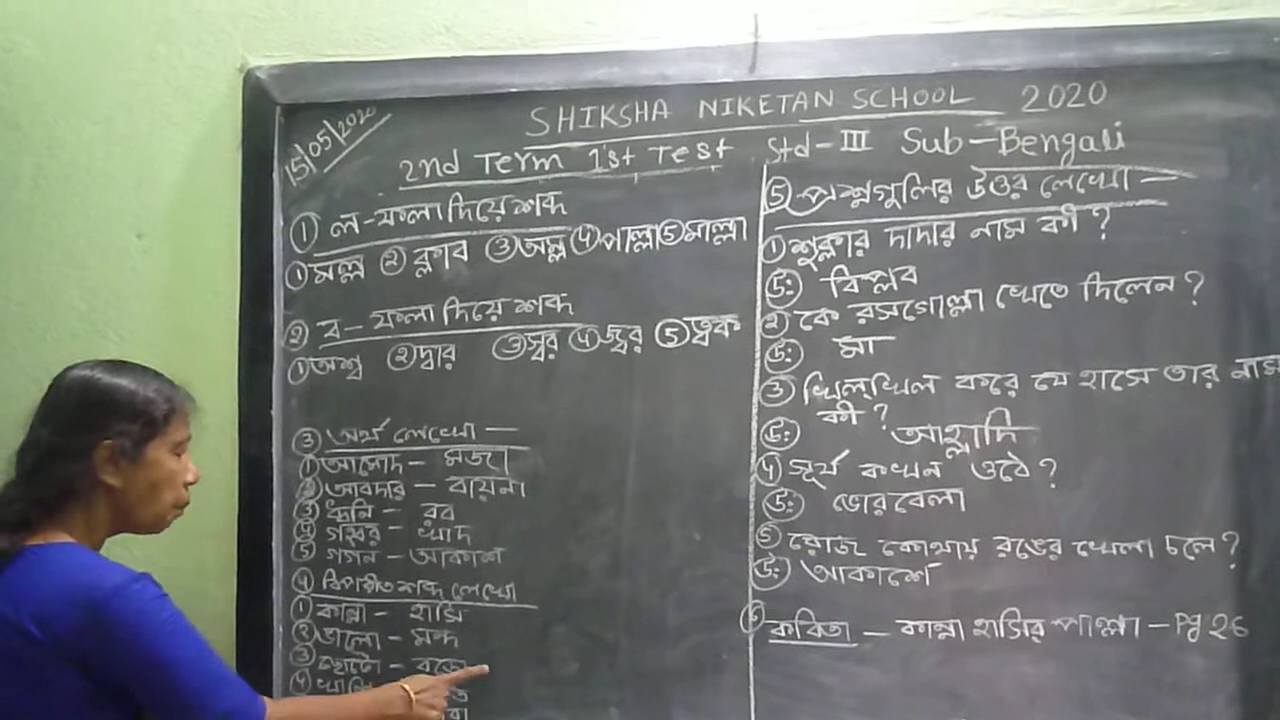 15/05/2020
SHIKSHA NIKETAN SCHOOL 2020
2nd Term 1st Test Std-III Sub-Bengali
① ল-ফলা দিয়ে শব্দ
① মল্ল ② ক্লাব ③ অম্ল ④ পাল্লা ⑤ মাল্লা
② ব-ফলা দিয়ে শব্দ
① অশ্ব ② দ্বার ③ স্বর ④ জ্বর ⑤ ত্বক
③ অর্থ লেখো —
① আমোদ - মজা
② আবদার - বায়না
③ ধ্বনি - রব
④ গহ্বর - খাদ
⑤ গগন - আকাশ
④ বিপরীত শব্দ লেখো
① কান্না - হাসি
② ভালো - মন্দ
③ ছোটো - বড়ো
④
⑤ প্রশ্নগুলির উত্তর লেখো —
① শুক্লার দাদার নাম কী ?
উ: বিপ্লব
② কে রসগোল্লা খেতে দিলেন ?
উ: মা
③ খিল্‌খিল করে যে হাসে তার নাম
কী ?
উ: আহ্লাদি
④ সূর্য কখন ওঠে ?
উ: ভোরবেলা
⑤ রোজ কোথায় রঙের খেলা চলে ?
উ: আকাশে
⑥ কবিতা — কান্না হাসির পাল্লা — Pg 26